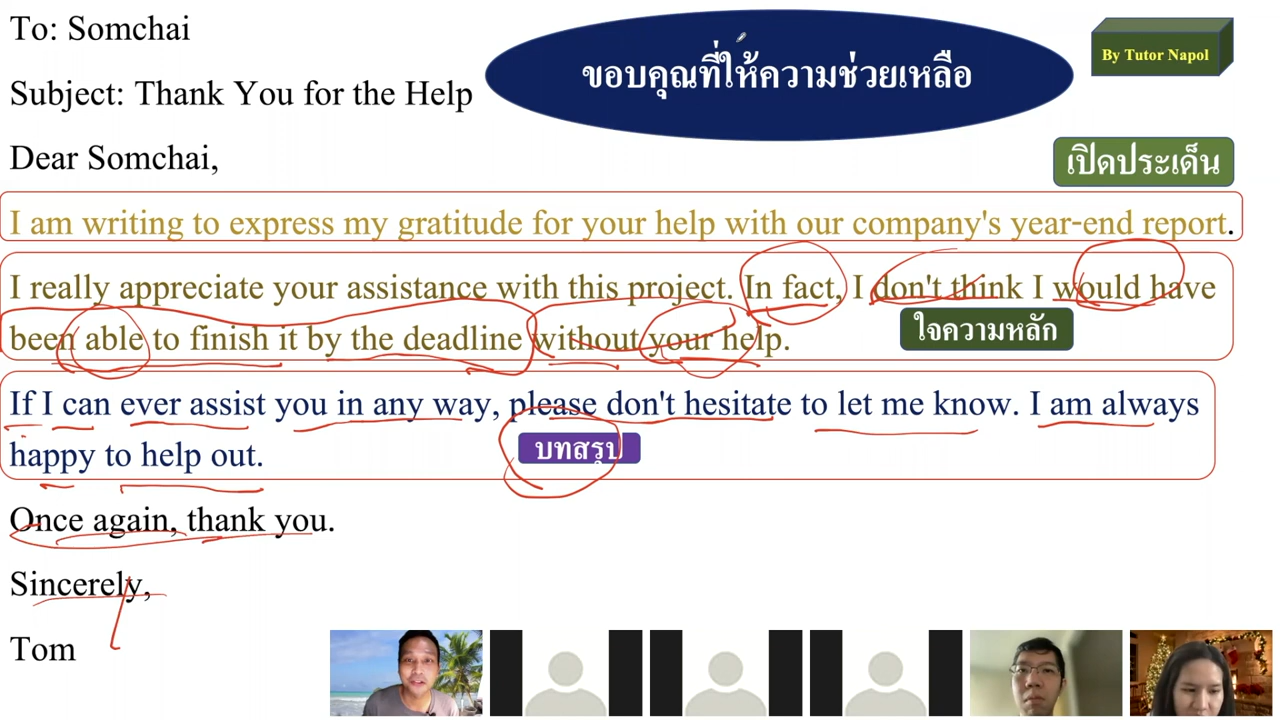 To: Somchai
ขอบคุณที่ให้ความช่วยเหลือ
By Tutor Napol
Subject: Thank You for the Help
Dear Somchai,
เปิดประเด็น
I am writing to express my gratitude for your help with our company's year-end report.
I really appreciate your assistance with this project. In fact, I don't think I would have
been able to finish it by the deadline without your help.
ใจความหลัก
If I can ever assist you in any way, please don't hesitate to let me know. I am always
happy to help out.
บทสรุป
Once again, thank you.
Sincerely,
Tom